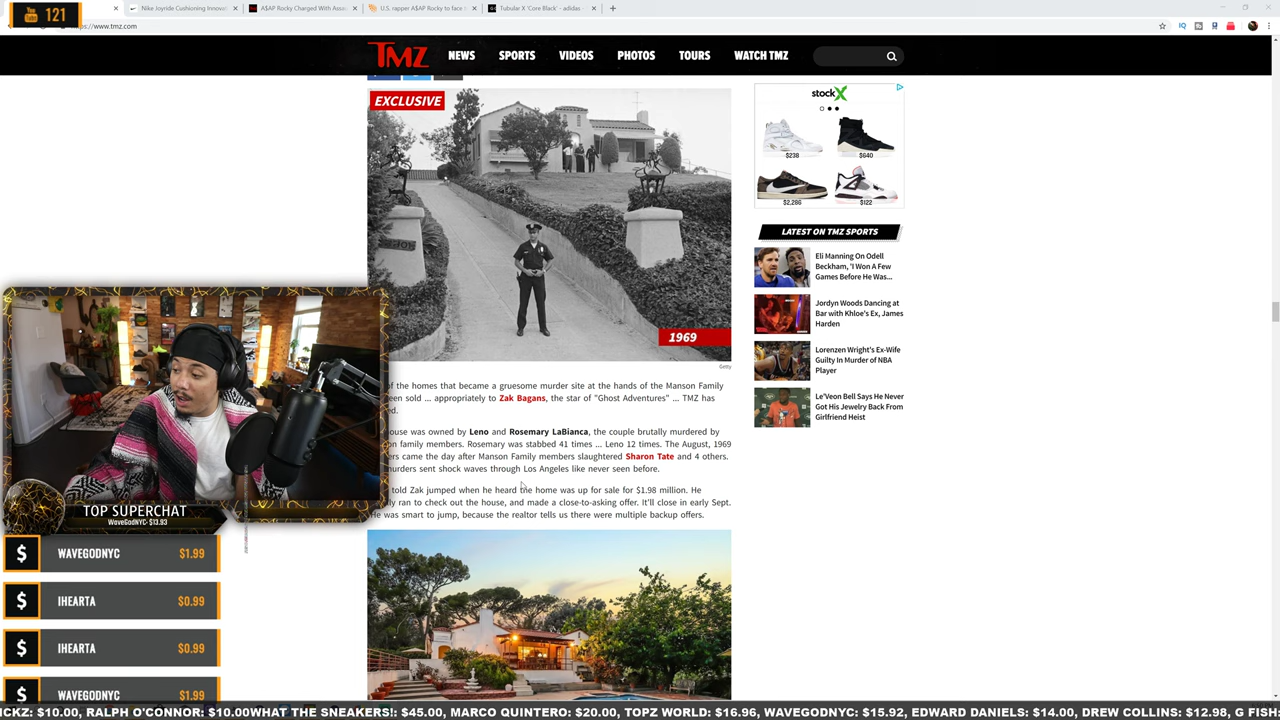 121
Nike Joyride Cushioning Innovat
A$AP Rocky Charged With Assa
U.S. rapper A$AP Rocky to face
Tubular X 'Core Black' - adidas -
https://www.tmz.com
TMZ
NEWS
SPORTS
VIDEOS
PHOTOS
TOURS
WATCH TMZ
EXCLUSIVE
1969
Getty
of the homes that became a gruesome murder site at the hands of the Manson Family
een sold ... appropriately to Zak Bagans, the star of "Ghost Adventures" ... TMZ has
ed.
ouse was owned by Leno and Rosemary LaBianca, the couple brutally murdered by
n family members. Rosemary was stabbed 41 times ... Leno 12 times. The August, 1969
ers came the day after Manson Family members slaughtered Sharon Tate and 4 others.
murders sent shock waves through Los Angeles like never seen before.
told Zak jumped when he heard the home was up for sale for $1.98 million. He
ly ran to check out the house, and made a close-to-asking offer. It'll close in early Sept.
He was smart to jump, because the realtor tells us there were multiple backup offers.
stockX
$238
$640
$2,286
$122
LATEST ON TMZ SPORTS
Eli Manning On Odell
Beckham, 'I Won A Few
Games Before He Was...
Jordyn Woods Dancing at
Bar with Khloe's Ex, James
Harden
Lorenzen Wright's Ex-Wife
Guilty In Murder of NBA
Player
Le'Veon Bell Says He Never
Got His Jewelry Back From
Girlfriend Heist
TOP SUPERCHAT
WaveGodNYC- $13.93
$ WAVEGODNYC $1.99
$ IHEARTA $0.99
$ IHEARTA $0.99
$ WAVEGODNYC $1.99
ICKZ: $10.00, RALPH O'CONNOR: $10.00WHAT THE SNEAKERS!: $45.00, MARCO QUINTERO: $20.00, TOPZ WORLD: $16.96, WAVEGODNYC: $15.92, EDWARD DANIELS: $14.00, DREW COLLINS: $12.98, G FISH